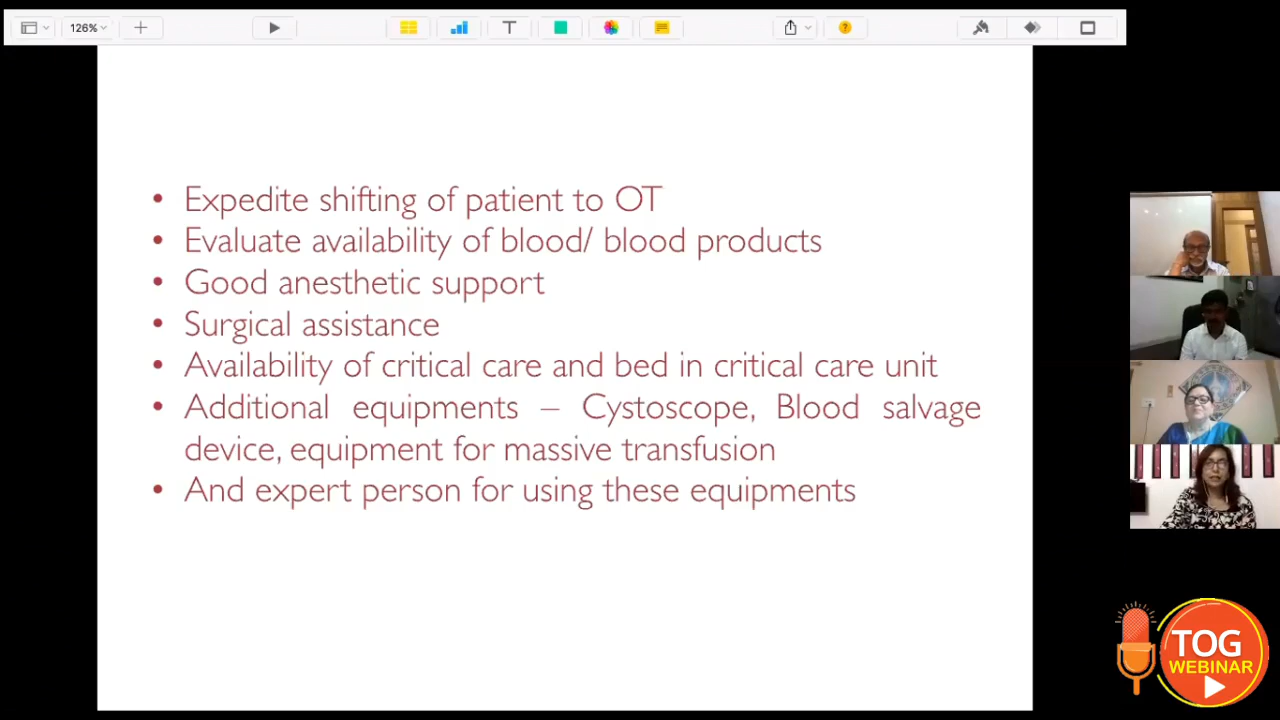 126%
• Expedite shifting of patient to OT
• Evaluate availability of blood/ blood products
• Good anesthetic support
• Surgical assistance
• Availability of critical care and bed in critical care unit
• Additional equipments – Cystoscope, Blood salvage
device, equipment for massive transfusion
• And expert person for using these equipments
TOG
WEBINAR